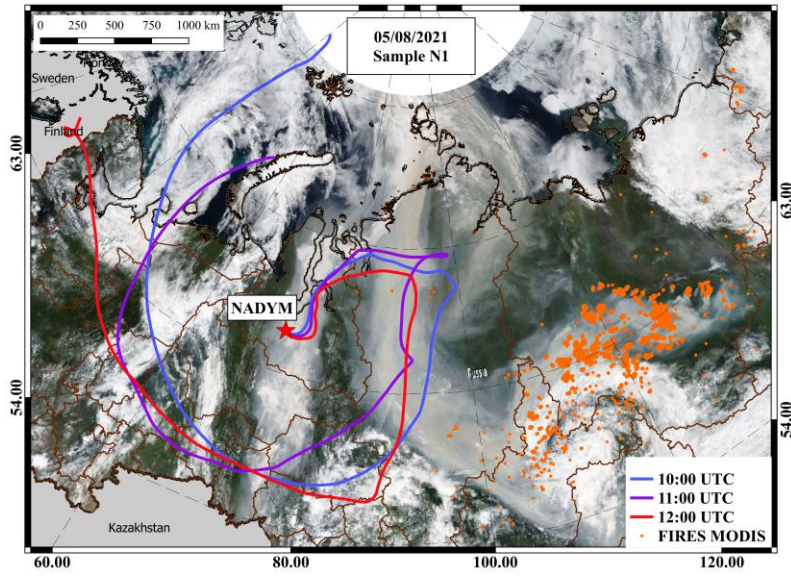 0 250 500 750 1000 km
05/08/2021
Sample N1
Sweden
Norway
Finland
63.00
63.00
NADYM
Russia
54.00
54.00
10:00 UTC
11:00 UTC
12:00 UTC
FIRES MODIS
Kazakhstan
60.00 80.00 100.00 120.00